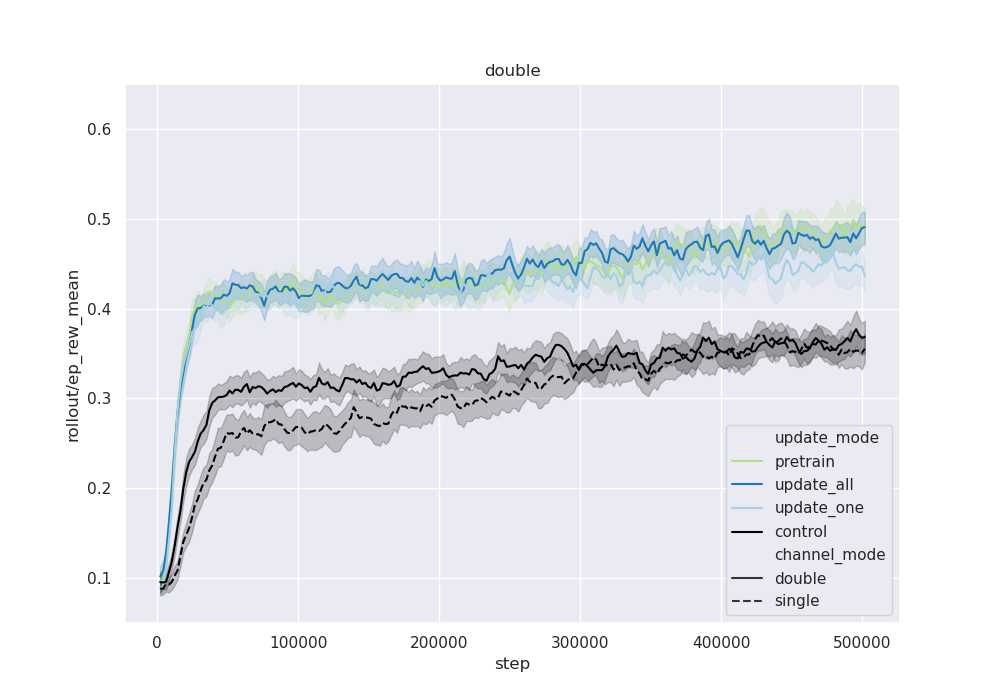 double
rollout/ep_rew_mean
0.6
0.5
0.4
0.3
0.2
0.1
0
100000
200000
300000
400000
500000
step
update_mode
pretrain
update_all
update_one
control
channel_mode
double
single